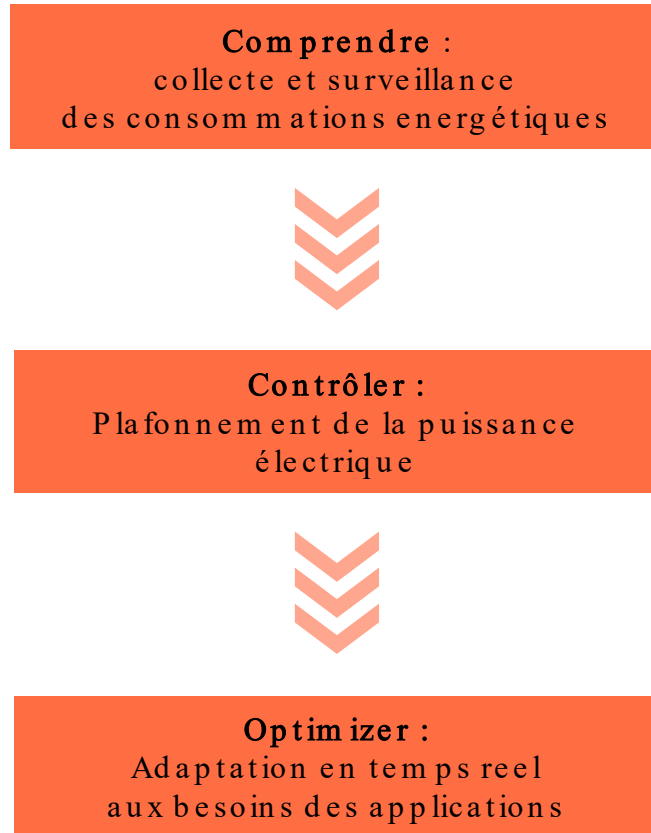 Comprendre :
collecte et surveillance
des consommations energétiques
Contrôler :
Plafonnement de la puissance
électrique
Optimizer :
Adaptation en temps reel
aux besoins des applications